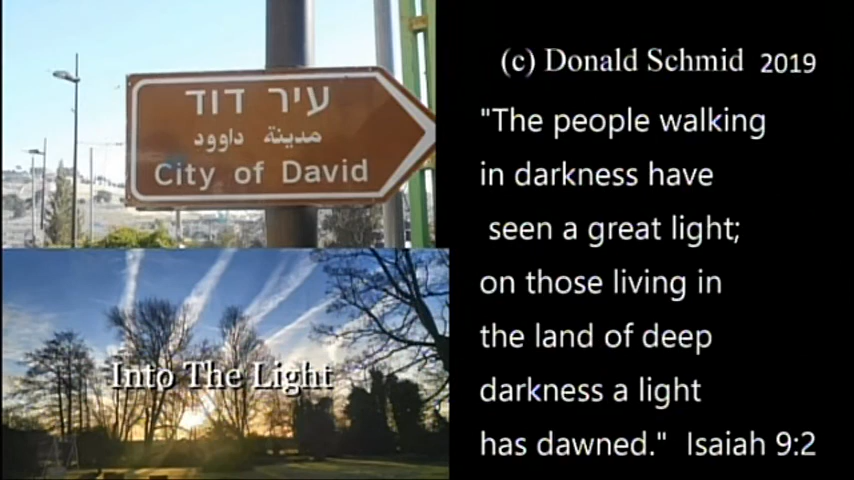 עיר דוד
مدينة داوود
City of David
Into The Light
(c) Donald Schmid 2019
"The people walking
in darkness have
seen a great light;
on those living in
the land of deep
darkness a light
has dawned." Isaiah 9:2